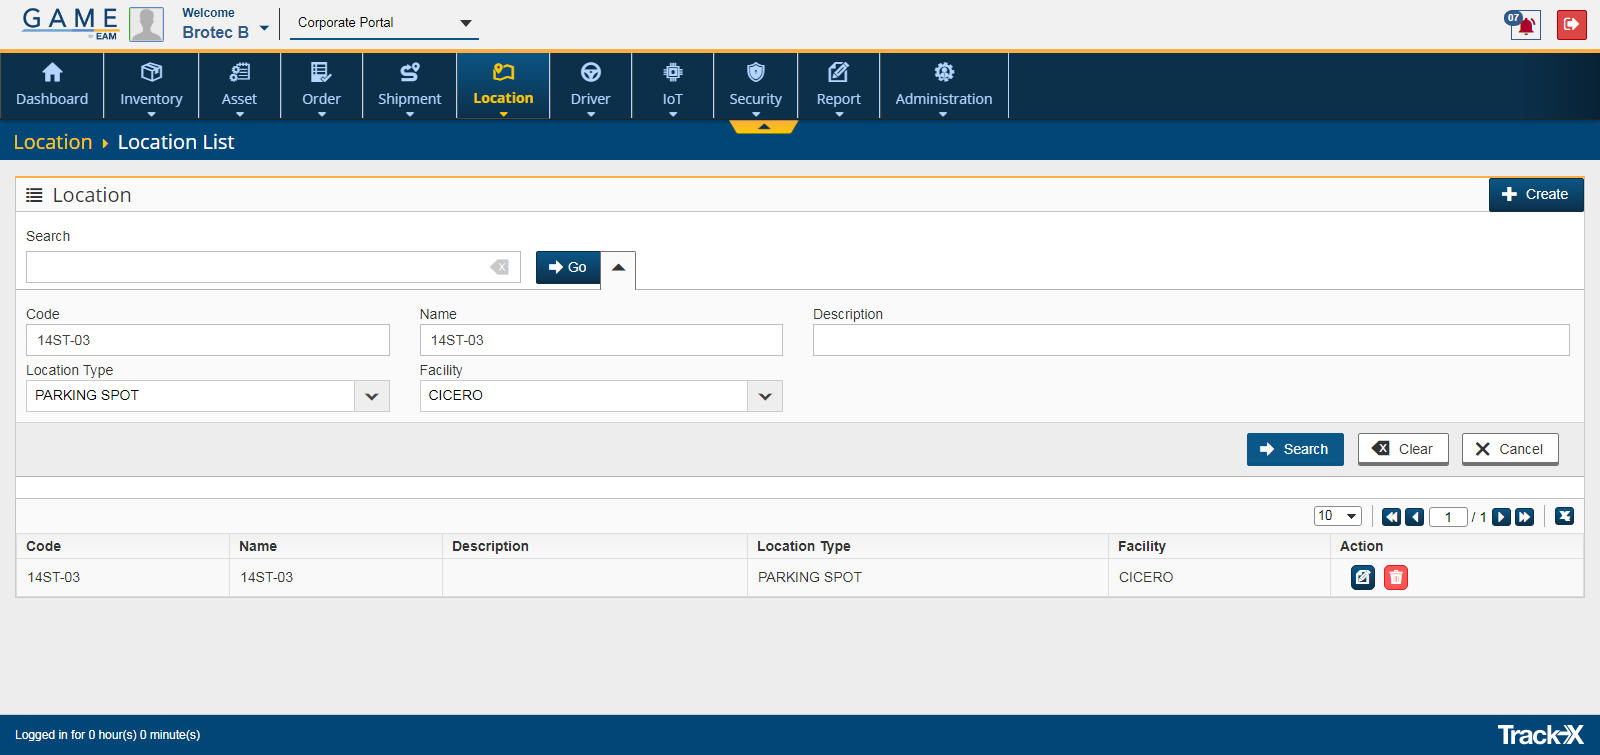 GAME
EAM
Welcome
Brotec B
Corporate Portal
07
Dashboard
Inventory
Asset
Order
Shipment
Location
Driver
IoT
Security
Report
Administration
Location Location List
Location
Create
Search
Go
Code
Name
Description
14ST-03
14ST-03
Location Type
Facility
PARKING SPOT
CICERO
Search
Clear
Cancel
10
1 / 1
Code Name Description Location Type Facility Action
14ST-03 14ST-03 PARKING SPOT CICERO
Logged in for 0 hour(s) 0 minute(s)
Track-X